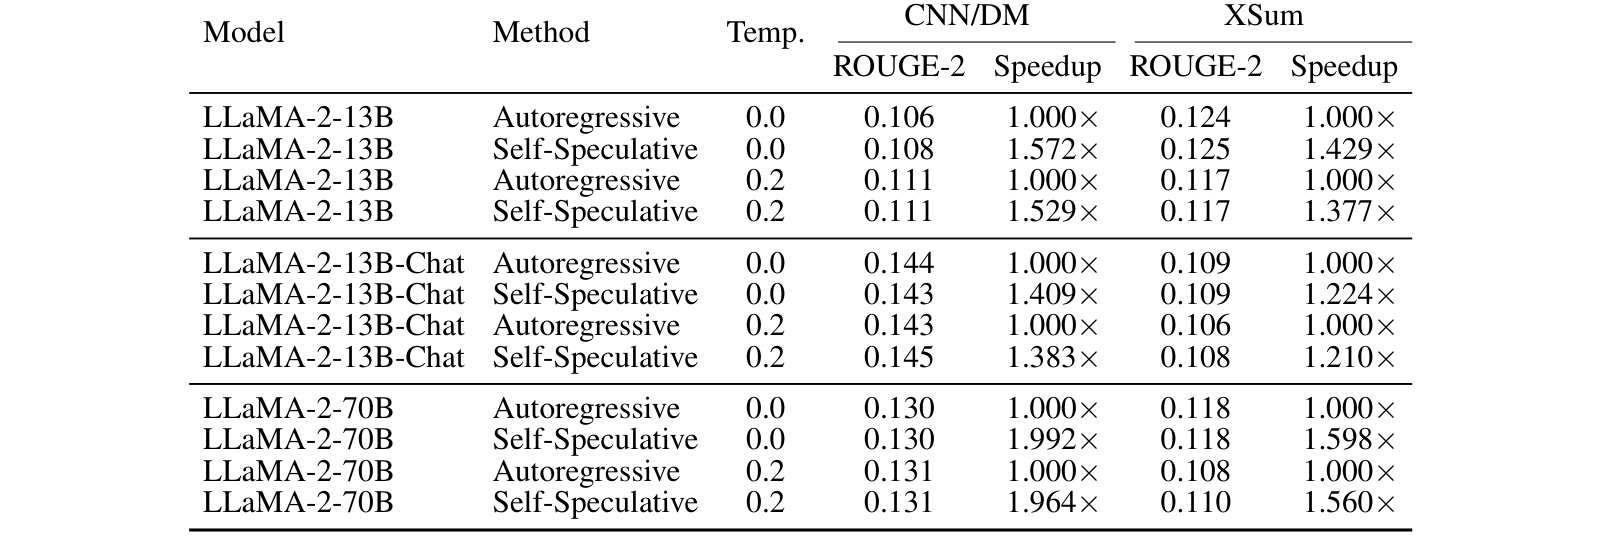 Model Method Temp. CNN/DM XSum
ROUGE-2 Speedup ROUGE-2 Speedup
LLaMA-2-13B Autoregressive 0.0 0.106 1.000× 0.124 1.000×
LLaMA-2-13B Self-Speculative 0.0 0.108 1.572× 0.125 1.429×
LLaMA-2-13B Autoregressive 0.2 0.111 1.000× 0.117 1.000×
LLaMA-2-13B Self-Speculative 0.2 0.111 1.529× 0.117 1.377×
LLaMA-2-13B-Chat Autoregressive 0.0 0.144 1.000× 0.109 1.000×
LLaMA-2-13B-Chat Self-Speculative 0.0 0.143 1.409× 0.109 1.224×
LLaMA-2-13B-Chat Autoregressive 0.2 0.143 1.000× 0.106 1.000×
LLaMA-2-13B-Chat Self-Speculative 0.2 0.145 1.383× 0.108 1.210×
LLaMA-2-70B Autoregressive 0.0 0.130 1.000× 0.118 1.000×
LLaMA-2-70B Self-Speculative 0.0 0.130 1.992× 0.118 1.598×
LLaMA-2-70B Autoregressive 0.2 0.131 1.000× 0.108 1.000×
LLaMA-2-70B Self-Speculative 0.2 0.131 1.964× 0.110 1.560×